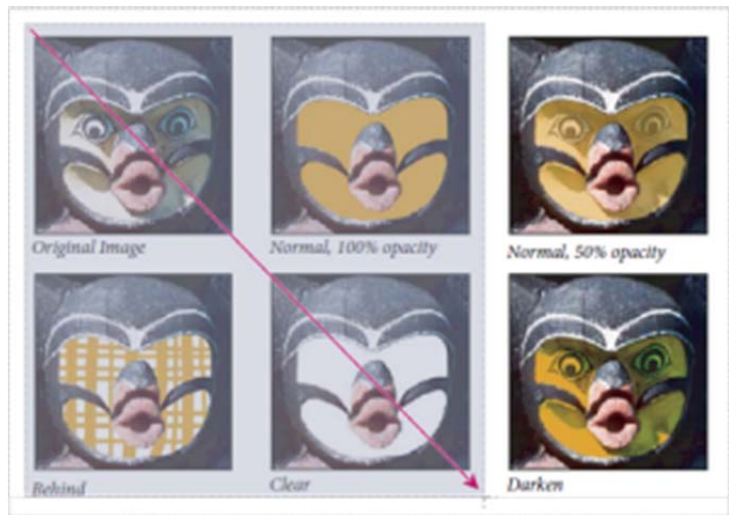 Original Image
Normal, 100% opacity
Normal, 50% opacity
Behind
Clear
Darken